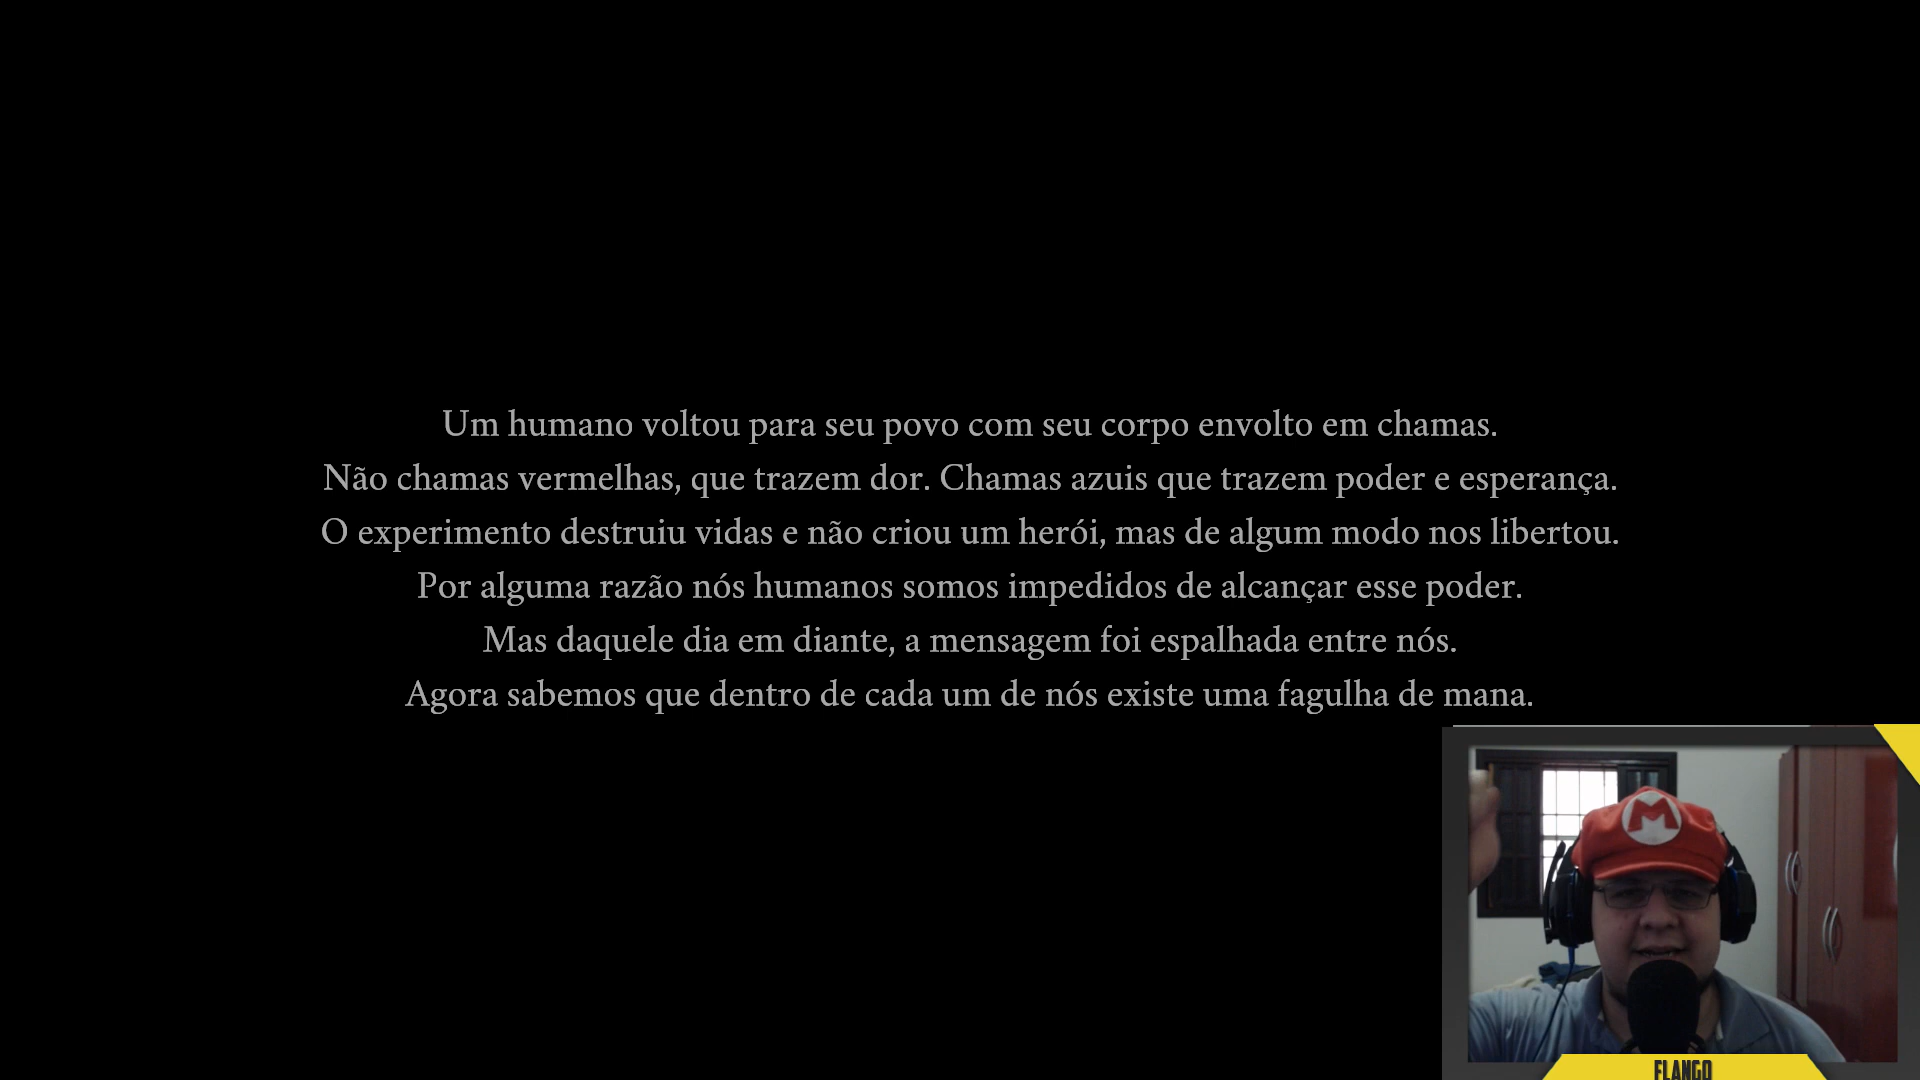 Um humano voltou para seu povo com seu corpo envolto em chamas.
Não chamas vermelhas, que trazem dor. Chamas azuis que trazem poder e esperança.
O experimento destruiu vidas e não criou um herói, mas de algum modo nos libertou.
Por alguma razão nós humanos somos impedidos de alcançar esse poder.
Mas daquele dia em diante, a mensagem foi espalhada entre nós.
Agora sabemos que dentro de cada um de nós existe uma fagulha de mana.
M
FLANGO